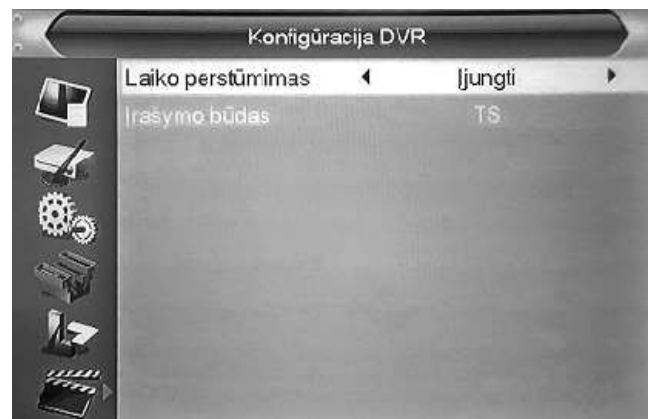 Konfigūracija DVR
Laiko perstūmimas Įjungti
Įrašymo būdas TS